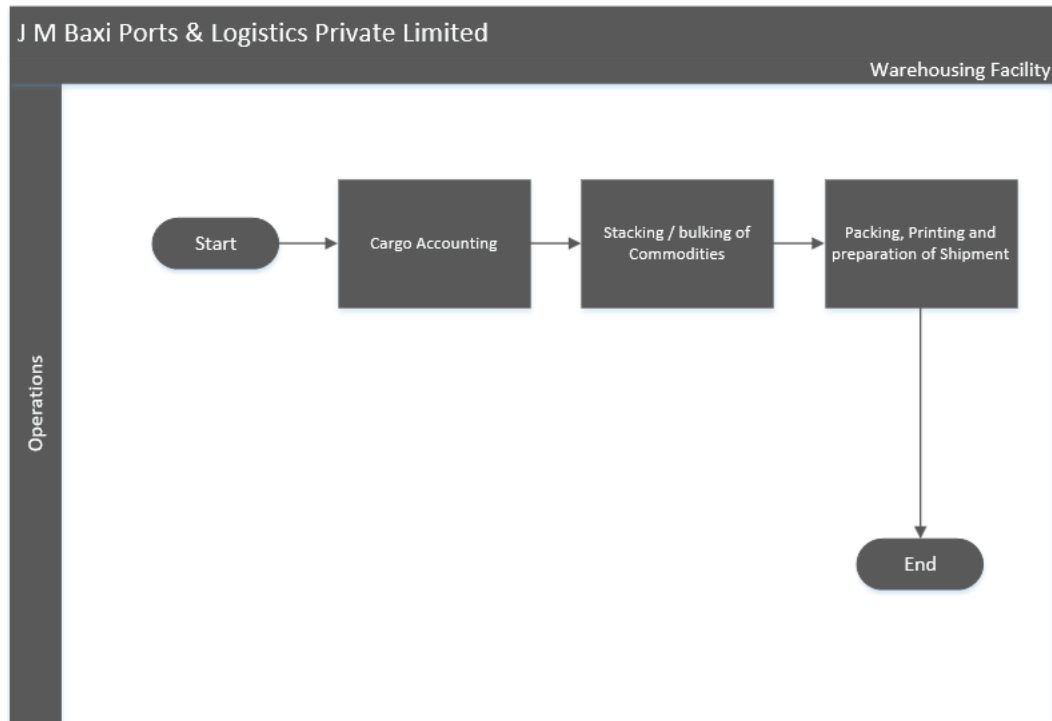 J M Baxi Ports & Logistics Private Limited
Warehousing Facility
Operations
Start
Cargo Accounting
Stacking / bulking of
Commodities
Packing, Printing and
preparation of Shipment
End